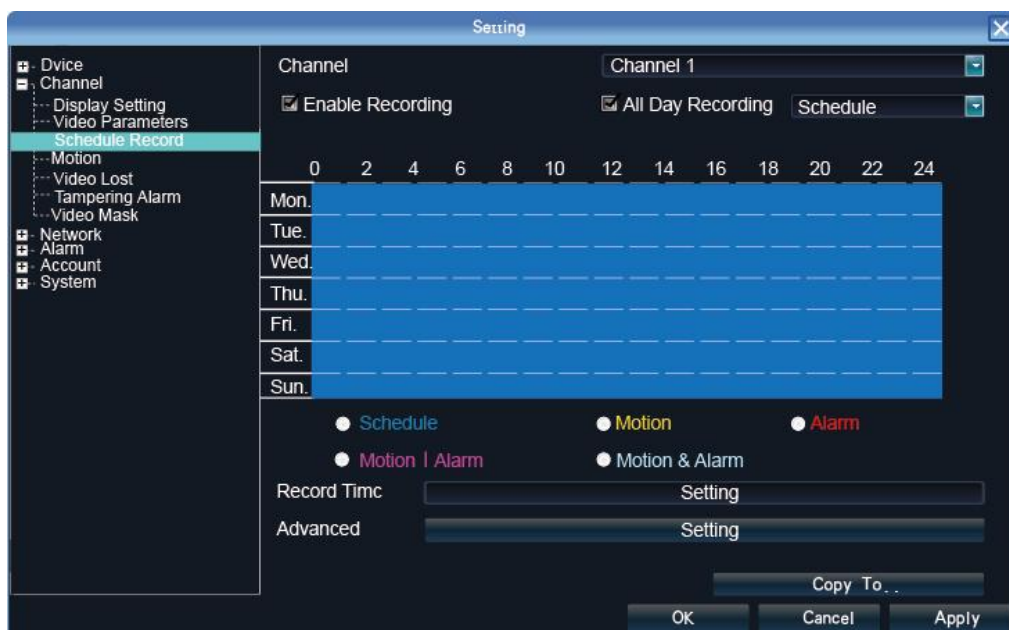 Setting
Dvice
Channel
Display Setting
Video Parameters
Schedule Record
Motion
Video Lost
Tampering Alarm
Video Mask
Network
Alarm
Account
System
Channel Channel 1
Enable Recording All Day Recording Schedule
0 2 4 6 8 10 12 14 16 18 20 22 24
Mon.
Tue.
Wed.
Thu.
Fri.
Sat.
Sun.
Schedule Motion Alarm
Motion | Alarm Motion & Alarm
Record Timc Setting
Advanced Setting
Copy To..
OK Cancel Apply